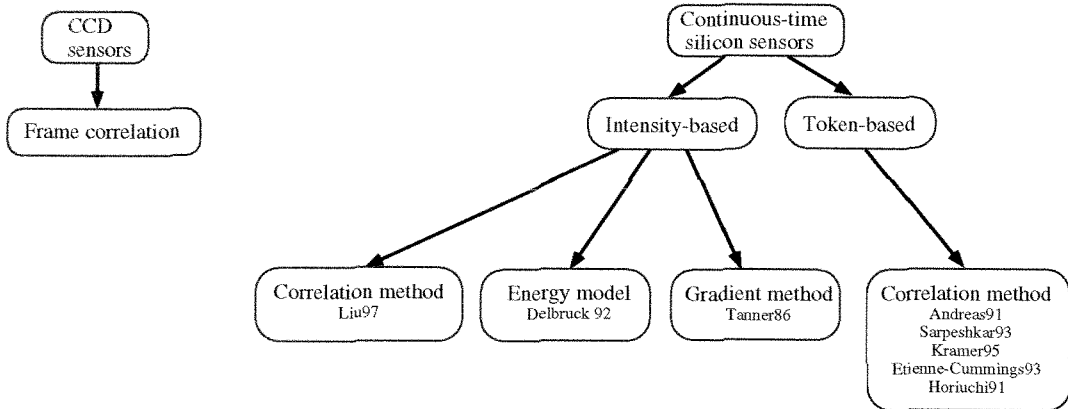 CCD
sensors
Frame correlation
Continuous-time
silicon sensors
Intensity-based
Token-based
Correlation method
Liu97
Energy model
Delbruck 92
Gradient method
Tanner86
Correlation method
Andreas91
Sarpeshkar93
Kramer95
Etienne-Cummings93
Horiuchi91